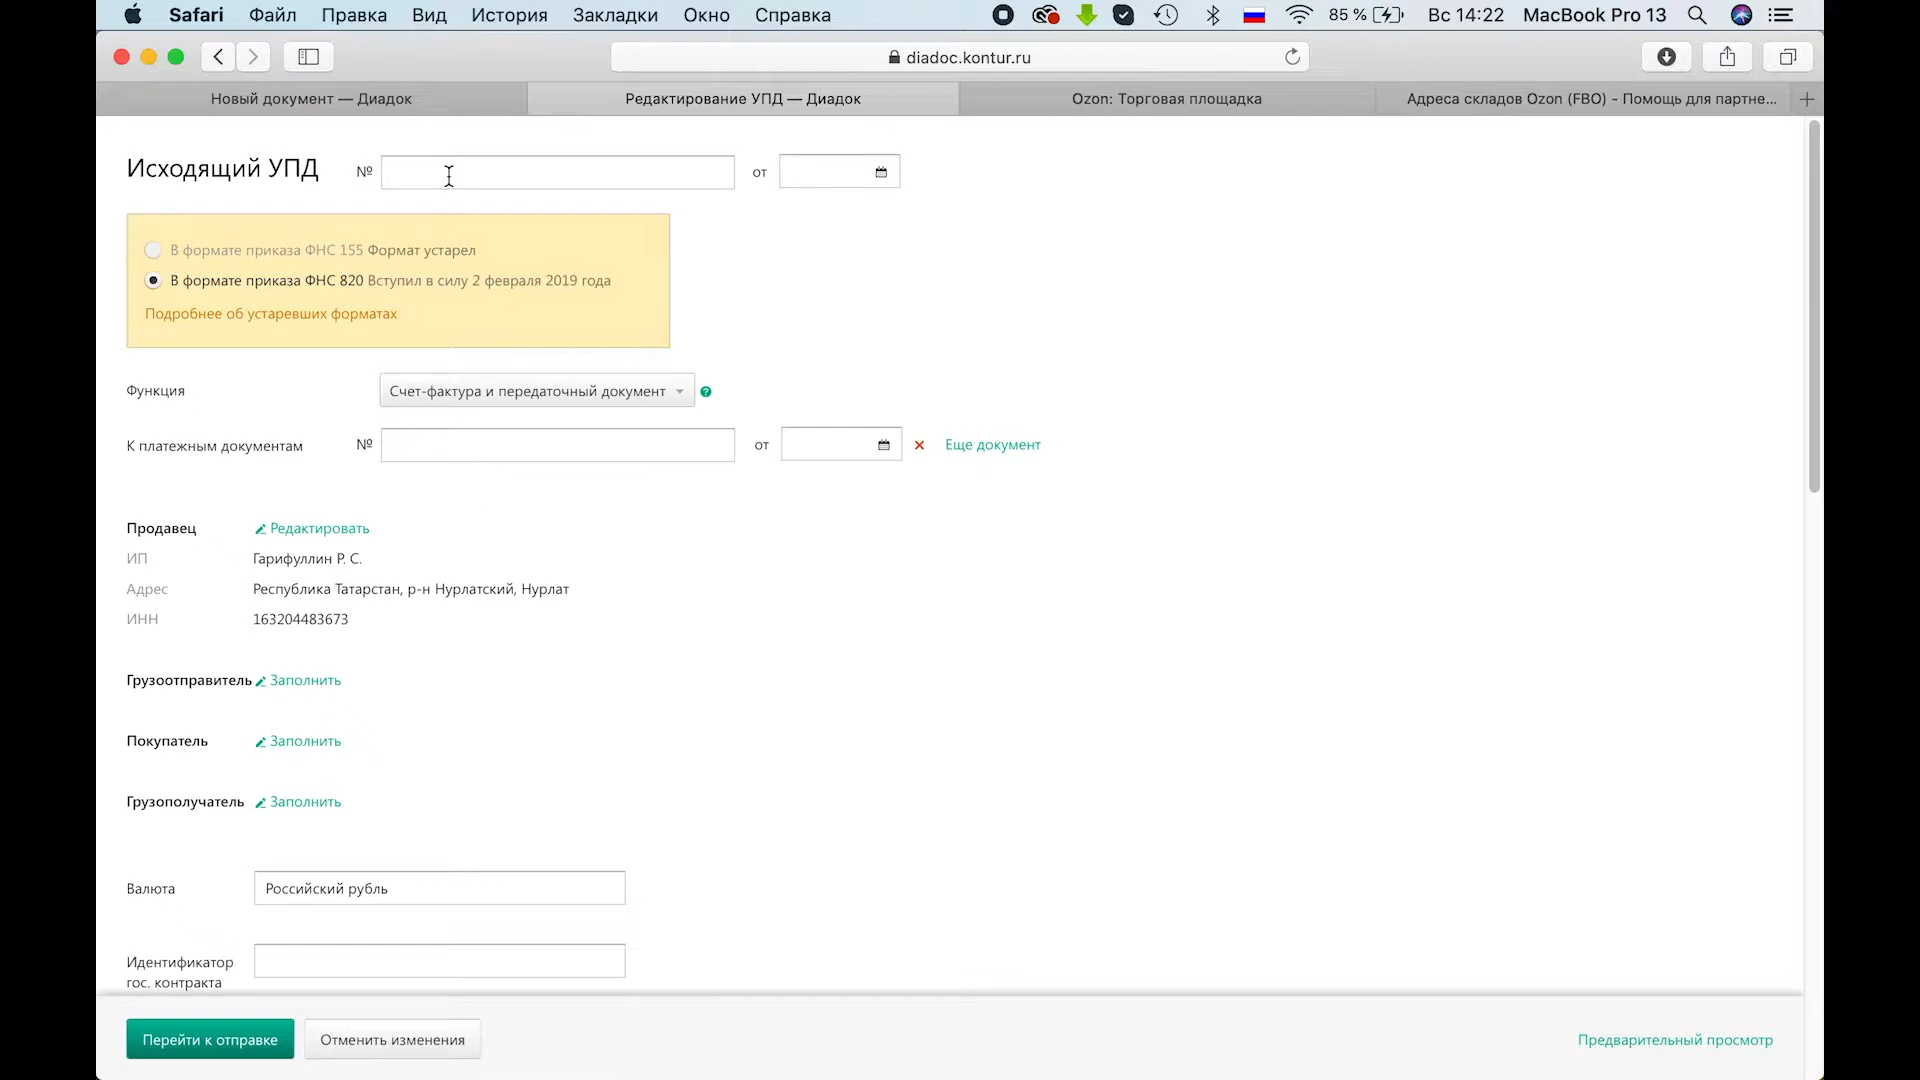 Safari Файл Правка Вид История Закладки Окно Справка 85 % Вс 14:22 MacBook Pro 13
diadoc.kontur.ru
Новый документ — Диадок Редактирование УПД — Диадок Ozon: Торговая площадка Адреса складов Ozon (FBO) - Помощь для партне...
Исходящий УПД № от
В формате приказа ФНС 155 Формат устарел
В формате приказа ФНС 820 Вступил в силу 2 февраля 2019 года
Подробнее об устаревших форматах
Функция Счет-фактура и передаточный документ ?
К платежным документам № от Еще документ
Продавец Редактировать
ИП Гарифуллин Р. С.
Адрес Республика Татарстан, р-н Нурлатский, Нурлат
ИНН 163204483673
Грузоотправитель Заполнить
Покупатель Заполнить
Грузополучатель Заполнить
Валюта Российский рубль
Идентификатор
гос. контракта
Перейти к отправке Отменить изменения Предварительный просмотр